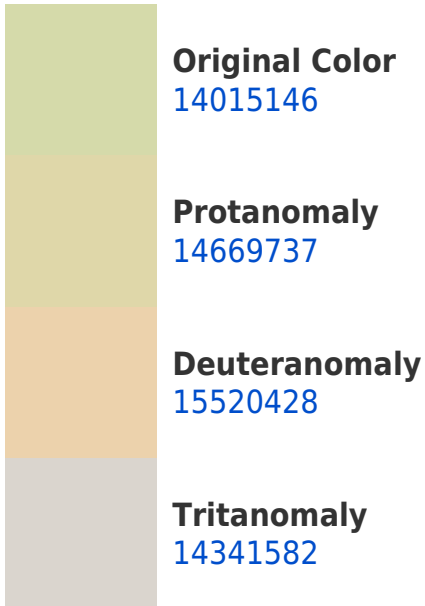 Original Color
14015146
Protanomaly
14669737
Deuteranomaly
15520428
Tritanomaly
14341582